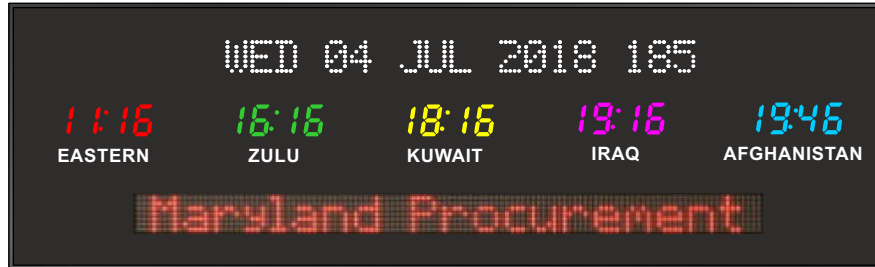 WED 04 JUL 2018 185
11:16 16:16 18:16 19:16 19:46
EASTERN ZULU KUWAIT IRAQ AFGHANISTAN
Maryland Procurement